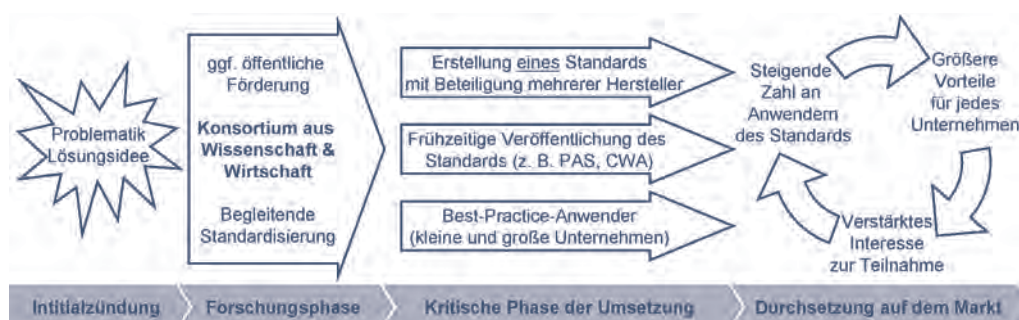 Problematik
Lösungsidee
ggf. öffentliche
Förderung
Konsortium aus
Wissenschaft &
Wirtschaft
Begleitende
Standardisierung
Erstellung eines Standards
mit Beteiligung mehrerer Hersteller
Frühzeitige Veröffentlichung des
Standards (z. B. PAS, CWA)
Best-Practice-Anwender
(kleine und große Unternehmen)
Steigende
Zahl an
Anwendern
des Standards
Größere
Vorteile
für jedes
Unternehmen
Verstärktes
Interesse
zur Teilnahme
Intitialzündung
Forschungsphase
Kritische Phase der Umsetzung
Durchsetzung auf dem Markt